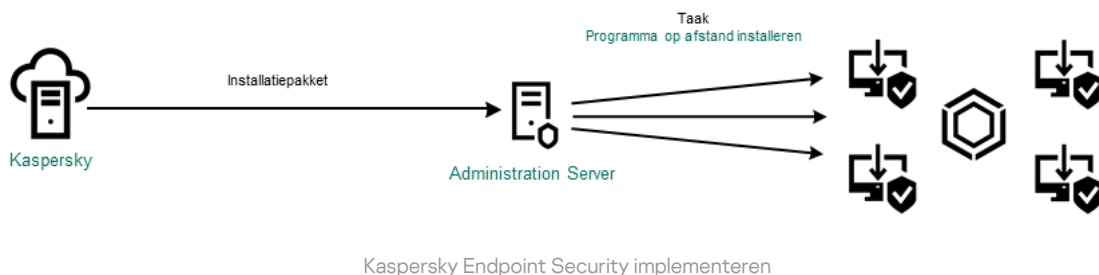 Taak
Programma op afstand installeren
Installatiepakket
Kaspersky
Administration Server
Kaspersky Endpoint Security implementeren